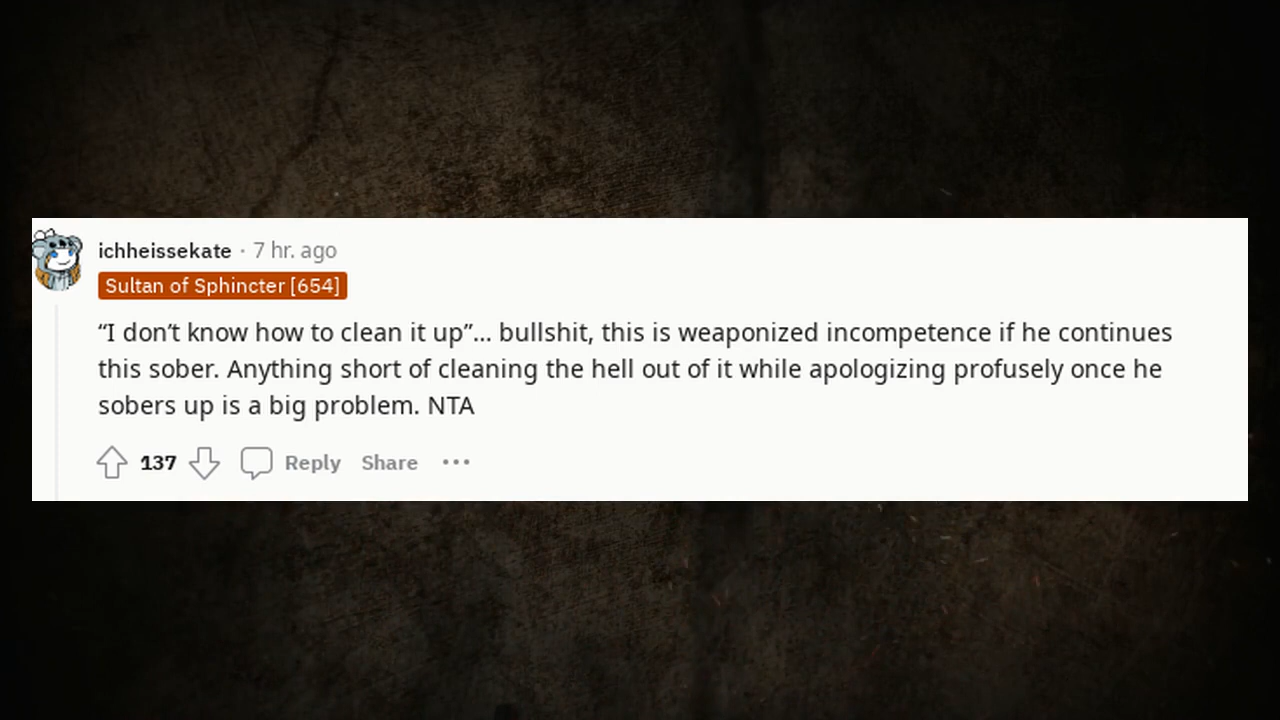 ichheissekate · 7 hr. ago
Sultan of Sphincter [654]
“I don’t know how to clean it up”... bullshit, this is weaponized incompetence if he continues
this sober. Anything short of cleaning the hell out of it while apologizing profusely once he
sobers up is a big problem. NTA
137 Reply Share ···